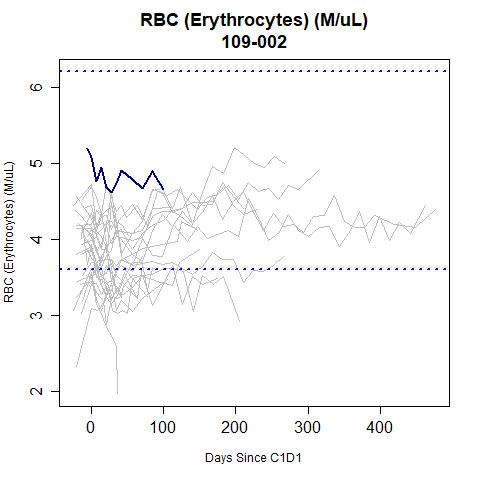 RBC (Erythrocytes) (M/uL)
109-002
RBC (Erythrocytes) (M/uL)
6
5
4
3
2
0 100 200 300 400
Days Since C1D1